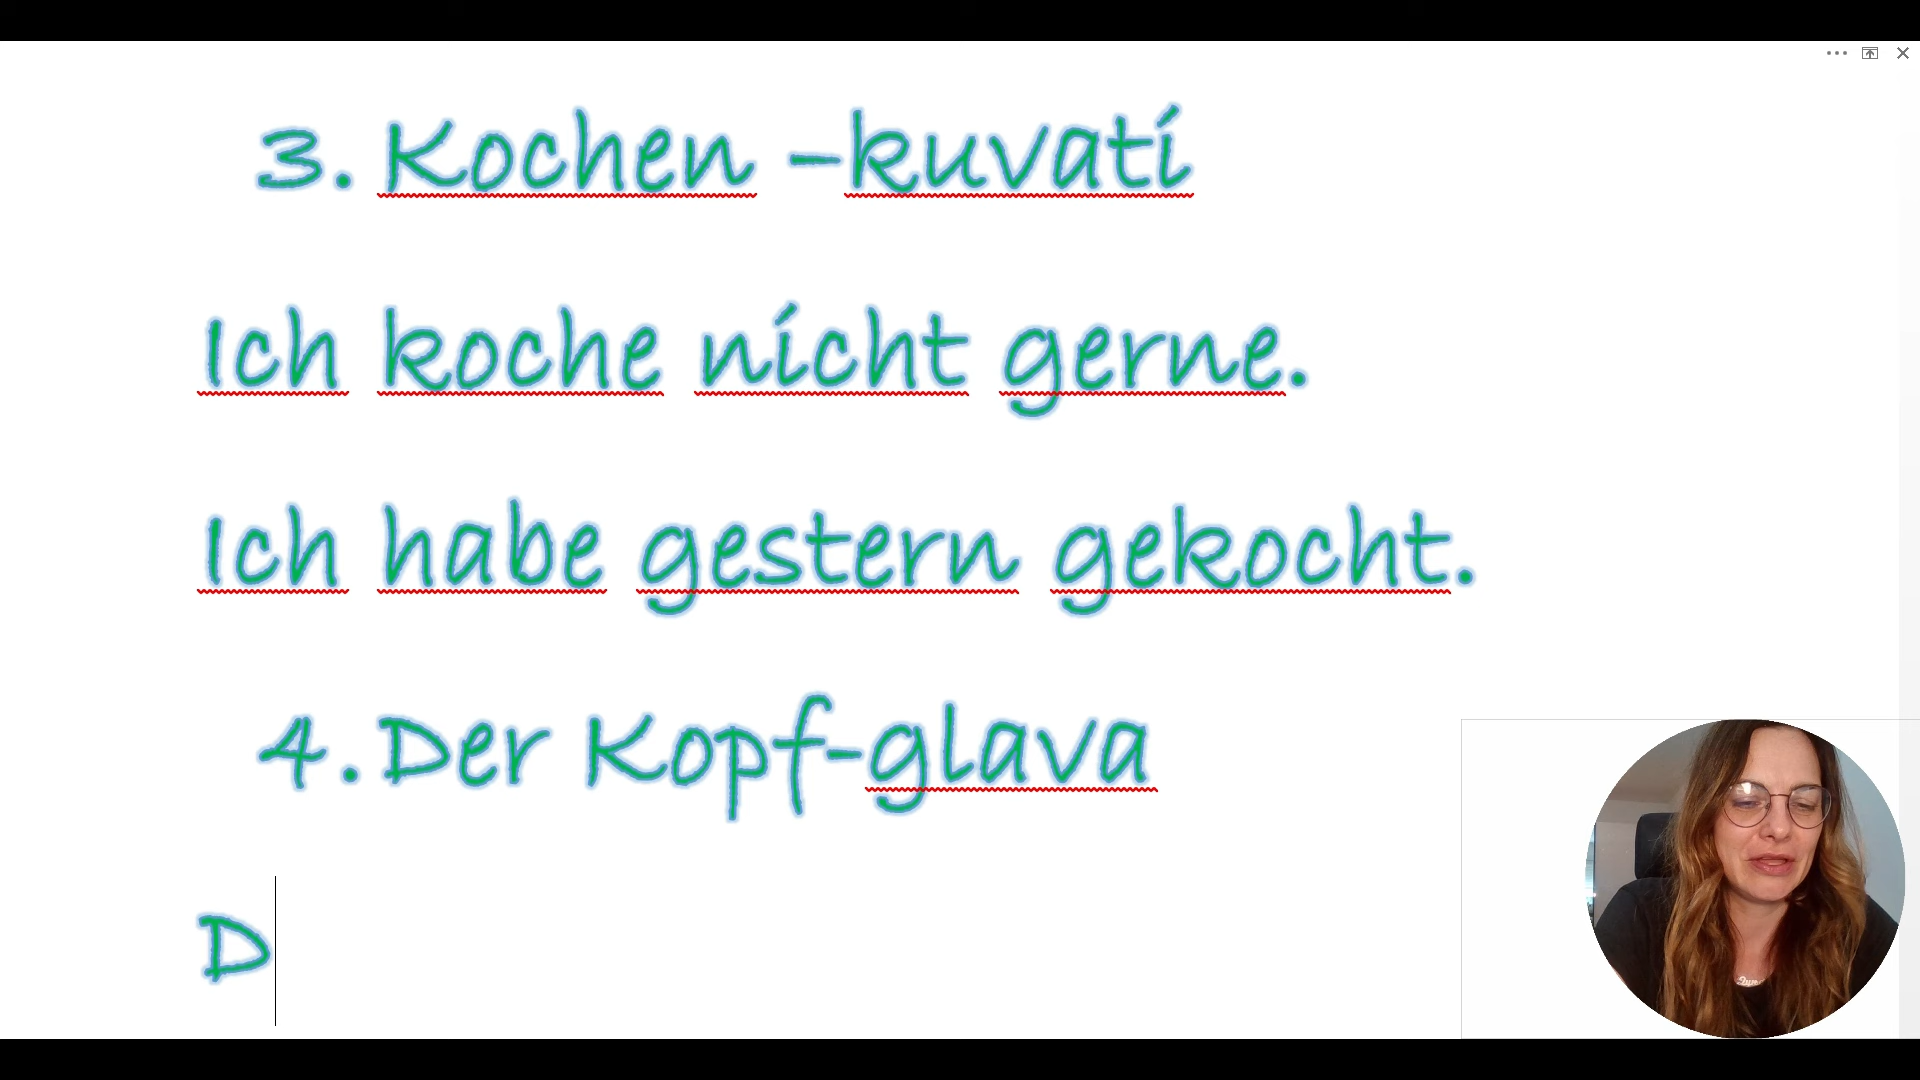 3. Kochen -kuvati
Ich koche nicht gerne.
Ich habe gestern gekocht.
4. Der Kopf-glava
D